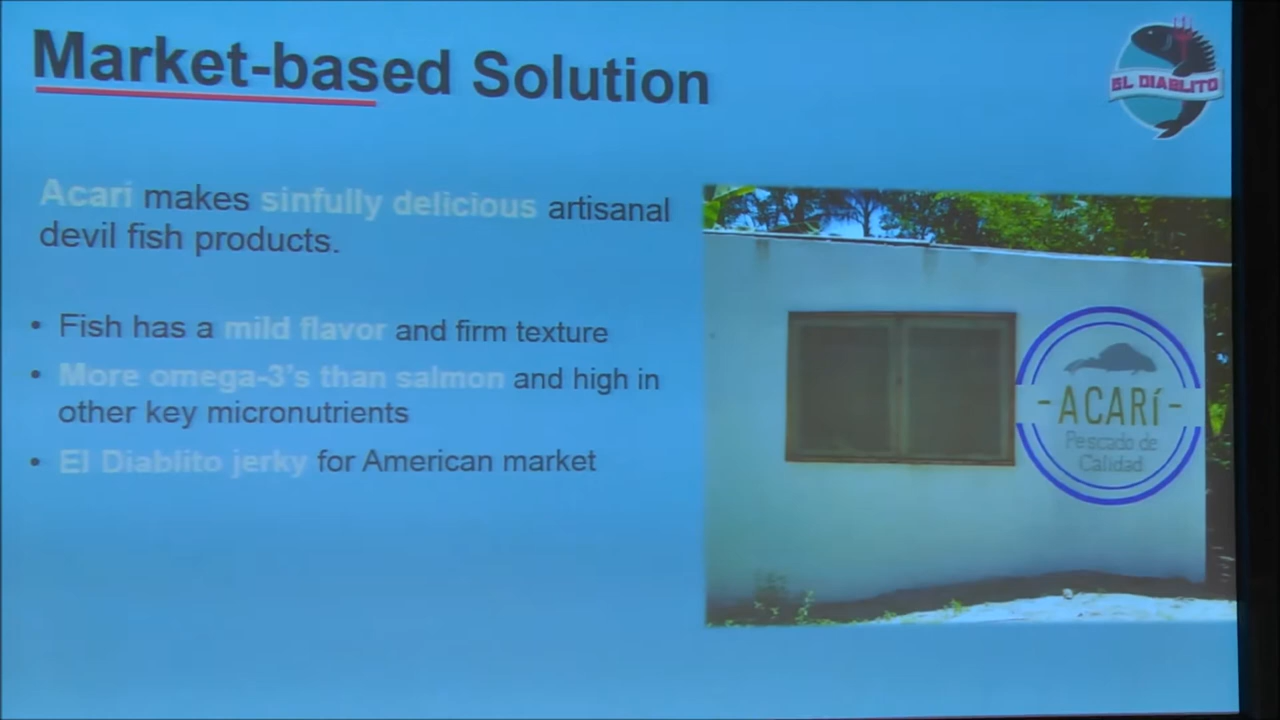 Market-based Solution
EL DIABLITO
Acari makes sinfully delicious artisanal
devil fish products.
• Fish has a mild flavor and firm texture
• More omega-3's than salmon and high in
other key micronutrients
• El Diablito jerky for American market
- ACARí -
Pescado de
Calidad